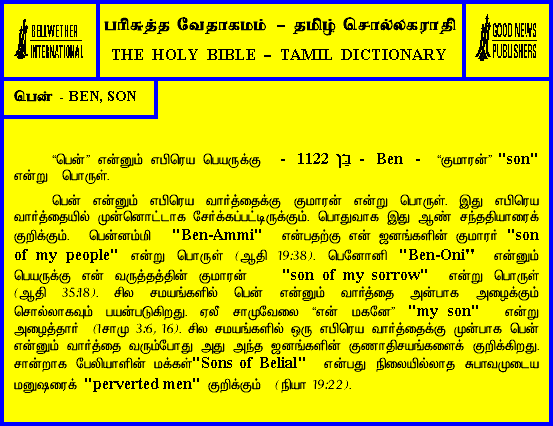 BELLWETHER
INTERNATIONAL
பரிசுத்த வேதாகமம் – தமிழ் சொல்லகராதி
THE HOLY BIBLE – TAMIL DICTIONARY
GOOD NEWS
PUBLISHERS
பென் - BEN, SON
“பென்” என்னும் எபிரெய பெயருக்கு - 1122 בן - Ben - “குமாரன்” "son"
என்று பொருள்.
பென் என்னும் எபிரெய வார்த்தைக்கு குமாரன் என்று பொருள். இது எபிரெய
வார்த்தையில் முன்னொட்டாக சேர்க்கப்பட்டிருக்கும். பொதுவாக இது ஆண் சந்ததியாரைக்
குறிக்கும். பென்னம்மி "Ben-Ammi" என்பதற்கு என் ஜனங்களின் குமாரர் "son
of my people" என்று பொருள் (ஆதி 19:38). பெனோனி "Ben-Oni” என்னும்
பெயருக்கு என் வருத்தத்தின் குமாரன் "son of my sorrow" என்று பொருள்
(ஆதி 35:18). சில சமயங்களில் பென் என்னும் வார்த்தை அன்பாக அழைக்கும்
சொல்லாகவும் பயன்படுகிறது. ஏலீ சாமுவேலை “என் மகனே” "my son" என்று
அழைத்தார் (1சாமு 3:6, 16). சில சமயங்களில் ஒரு எபிரெய வார்த்தைக்கு முன்பாக பென்
என்னும் வார்த்தை வரும்போது அது அந்த ஜனங்களின் குணாதிசயங்களைக் குறிக்கிறது.
சான்றாக பேலியாளின் மக்கள்"Sons of Belial" என்பது நிலையில்லாத சுபாவமுடைய
மனுஷரைக் "perverted men" குறிக்கும் (நியா 19:22).